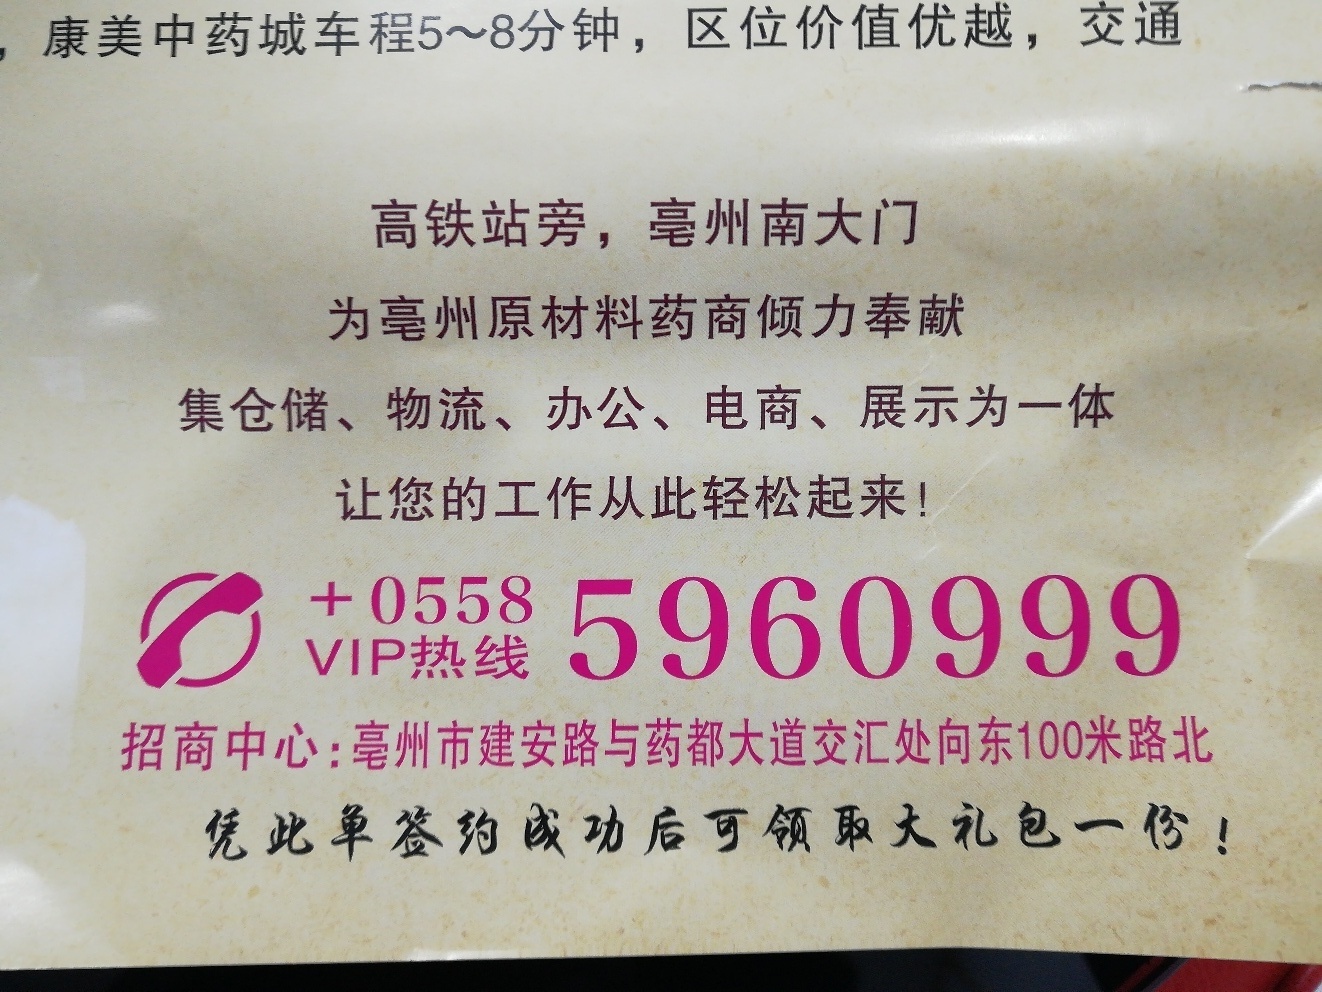 ，康美中药城车程5～8分钟，区位价值优越，交通
高铁站旁，亳州南大门
为亳州原材料药商倾力奉献
集仓储、物流、办公、电商、展示为一体
让您的工作从此轻松起来!
+0558
VIP热线
5960999
招商中心:亳州市建安路与药都大道交汇处向东100米路北
凭此单签约成功后可领取大礼包一份!